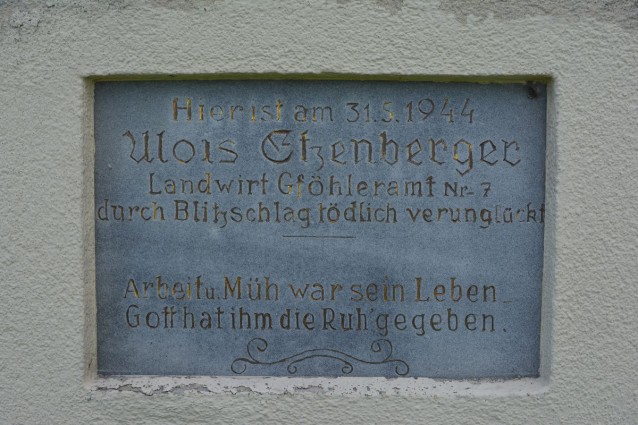 Hier ist am 31.5.1944
Alois Etzenberger
Landwirt Gföhleramt Nr. 7
durch Blitzschlag tödlich verunglückt
Arbeit u. Müh war sein Leben
Gott hat ihm die Ruh' gegeben.